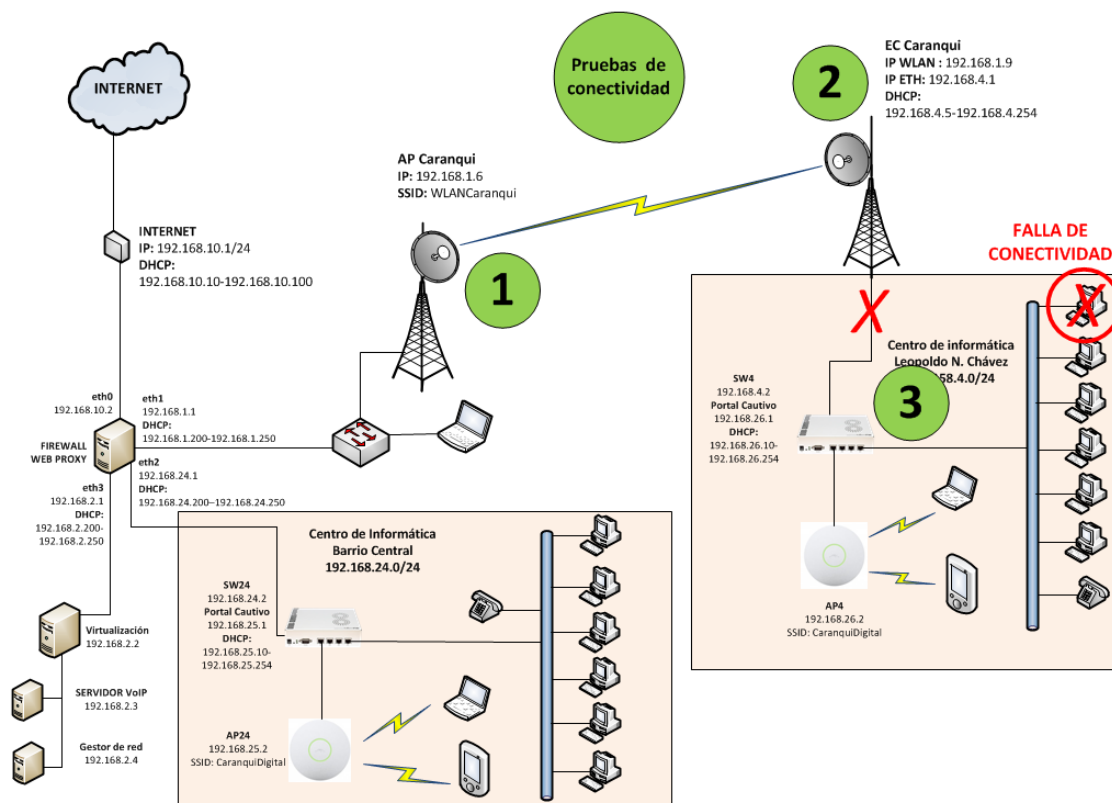 Pruebas de
conectividad
INTERNET
INTERNET
IP: 192.168.10.1/24
DHCP:
192.168.10.10-192.168.10.100
AP Caranqui
IP: 192.168.1.6
SSID: WLANCaranqui
1
2
EC Caranqui
IP WLAN : 192.168.1.9
IP ETH: 192.168.4.1
DHCP:
192.168.4.5-192.168.4.254
FALLA DE
CONECTIVIDAD
X
X
Centro de informática
Leopoldo N. Chávez
58.4.0/24
3
SW4
192.168.4.2
Portal Cautivo
192.168.26.1
DHCP:
192.168.26.10-
192.168.26.254
AP4
192.168.26.2
SSID: CaranquiDigital
eth0
192.168.10.2
eth1
192.168.1.1
DHCP:
192.168.1.200-192.168.1.250
FIREWALL
WEB PROXY
eth2
192.168.24.1
DHCP:
192.168.24.200–192.168.24.250
eth3
192.168.2.1
DHCP:
192.168.2.200-
192.168.2.250
Virtualización
192.168.2.2
SERVIDOR VoIP
192.168.2.3
Gestor de red
192.168.2.4
Centro de Informática
Barrio Central
192.168.24.0/24
SW24
192.168.24.2
Portal Cautivo
192.168.25.1
DHCP:
192.168.25.10-
192.168.25.254
AP24
192.168.25.2
SSID: CaranquiDigital